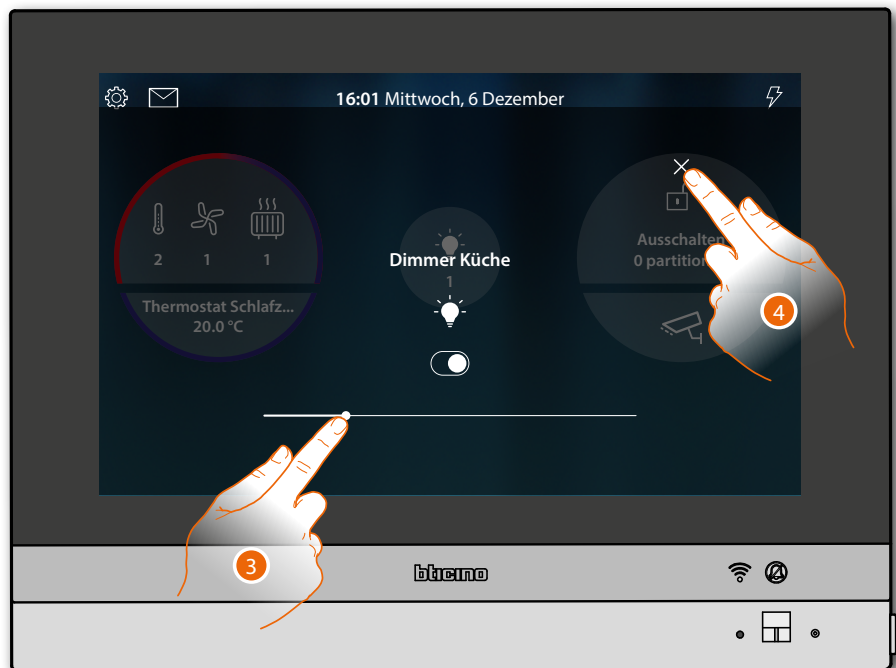 16:01 Mittwoch, 6 Dezember
2 1 1
Thermostat Schlafz...
20.0 °C
Dimmer Küche
1
Ausschalten
0 partition
4
3
bticino